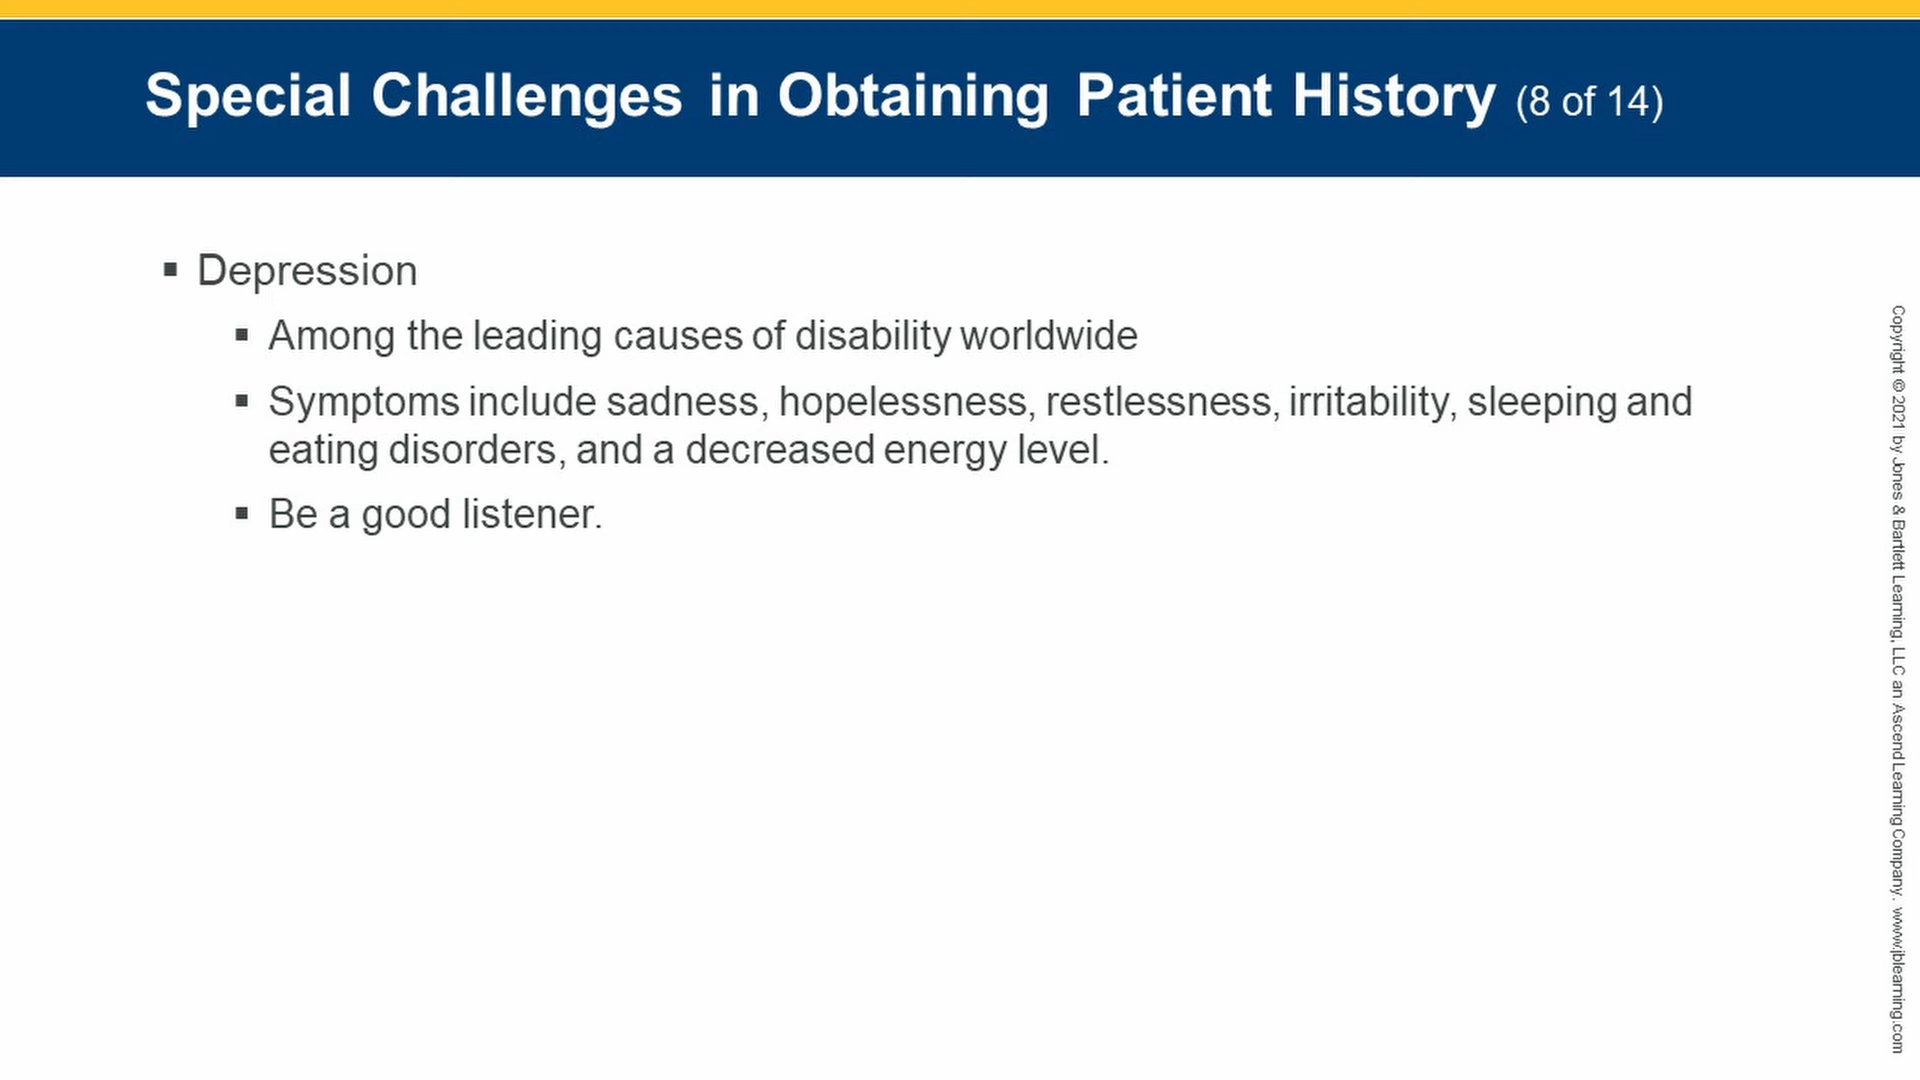 Special Challenges in Obtaining Patient History (8 of 14)
▪ Depression
▪ Among the leading causes of disability worldwide
▪ Symptoms include sadness, hopelessness, restlessness, irritability, sleeping and
eating disorders, and a decreased energy level.
▪ Be a good listener.
Copyright © 2021 by Jones & Bartlett Learning, LLC an Ascend Learning Company. www.jblearning.com